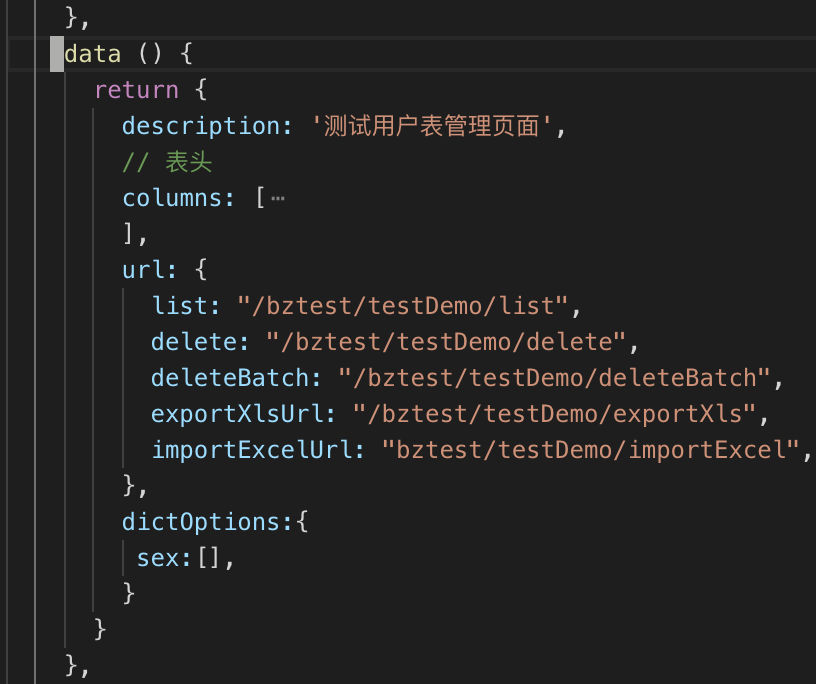 },
data () {
return {
description: '测试用户表管理页面',
// 表头
columns: [⋯
],
url: {
list: "/bztest/testDemo/list",
delete: "/bztest/testDemo/delete",
deleteBatch: "/bztest/testDemo/deleteBatch",
exportXlsUrl: "/bztest/testDemo/exportXls",
importExcelUrl: "bztest/testDemo/importExcel",
},
dictOptions:{
sex:[],
}
}
},